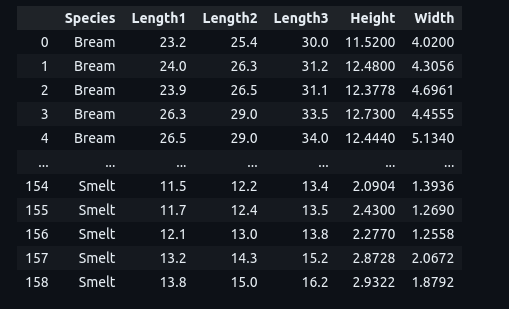 Species Length1 Length2 Length3 Height Width
0 Bream 23.2 25.4 30.0 11.5200 4.0200
1 Bream 24.0 26.3 31.2 12.4800 4.3056
2 Bream 23.9 26.5 31.1 12.3778 4.6961
3 Bream 26.3 29.0 33.5 12.7300 4.4555
4 Bream 26.5 29.0 34.0 12.4440 5.1340
... ... ... ... ... ... ...
154 Smelt 11.5 12.2 13.4 2.0904 1.3936
155 Smelt 11.7 12.4 13.5 2.4300 1.2690
156 Smelt 12.1 13.0 13.8 2.2770 1.2558
157 Smelt 13.2 14.3 15.2 2.8728 2.0672
158 Smelt 13.8 15.0 16.2 2.9322 1.8792